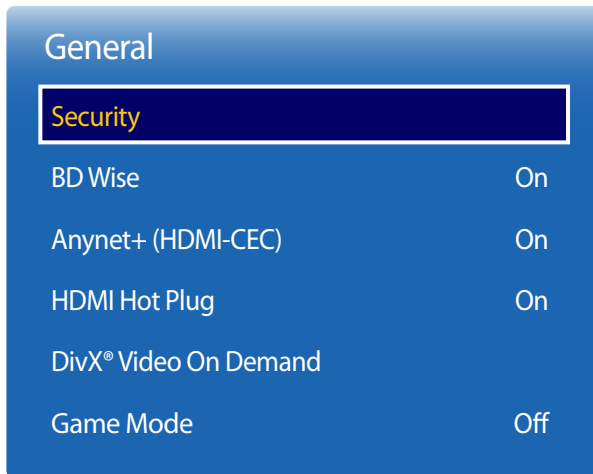 General
Security
BD Wise On
Anynet+ (HDMI-CEC) On
HDMI Hot Plug On
DivX® Video On Demand
Game Mode Off